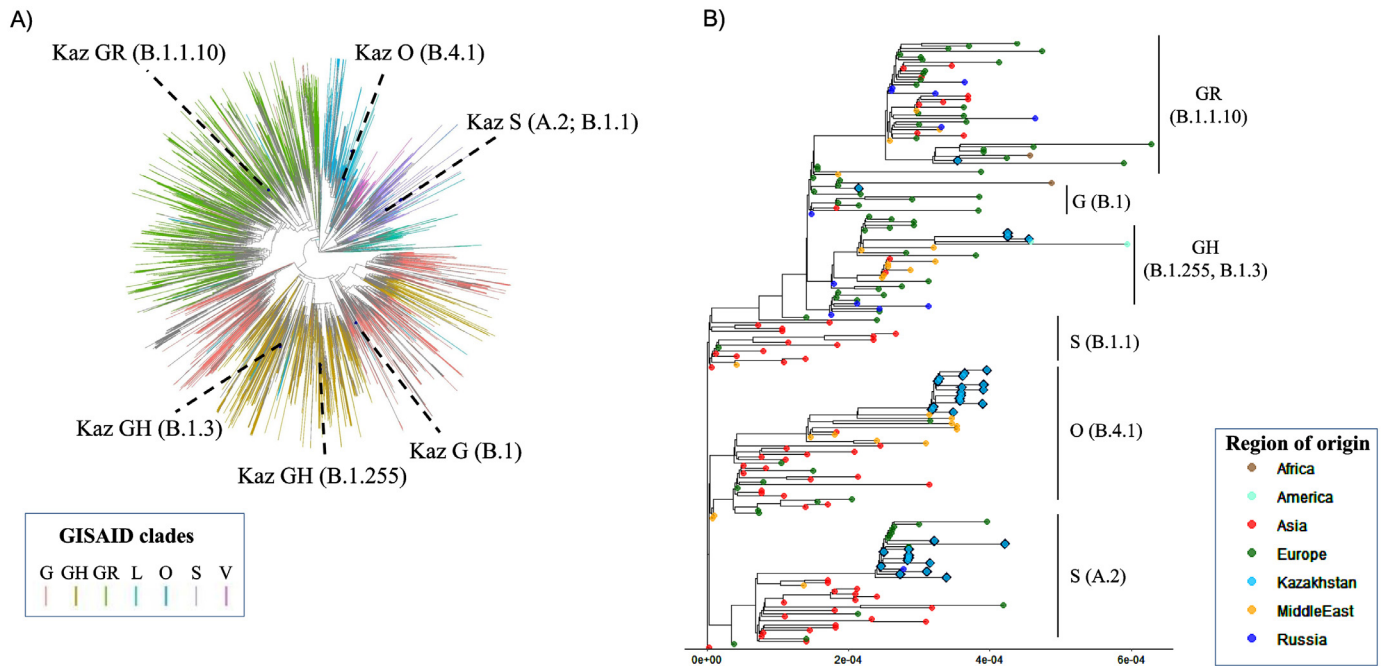 A)
Kaz GR (B.1.1.10)
Kaz O (B.4.1)
Kaz S (A.2; B.1.1)
Kaz GH (B.1.3)
Kaz G (B.1)
Kaz GH (B.1.255)
GISAID clades
G GH GR L O S V
B)
GR
(B.1.1.10)
G (B.1)
GH
(B.1.255, B.1.3)
S (B.1.1)
O (B.4.1)
S (A.2)
0e+00 2e-04 4e-04 6e-04
Region of origin
Africa
America
Asia
Europe
Kazakhstan
MiddleEast
Russia